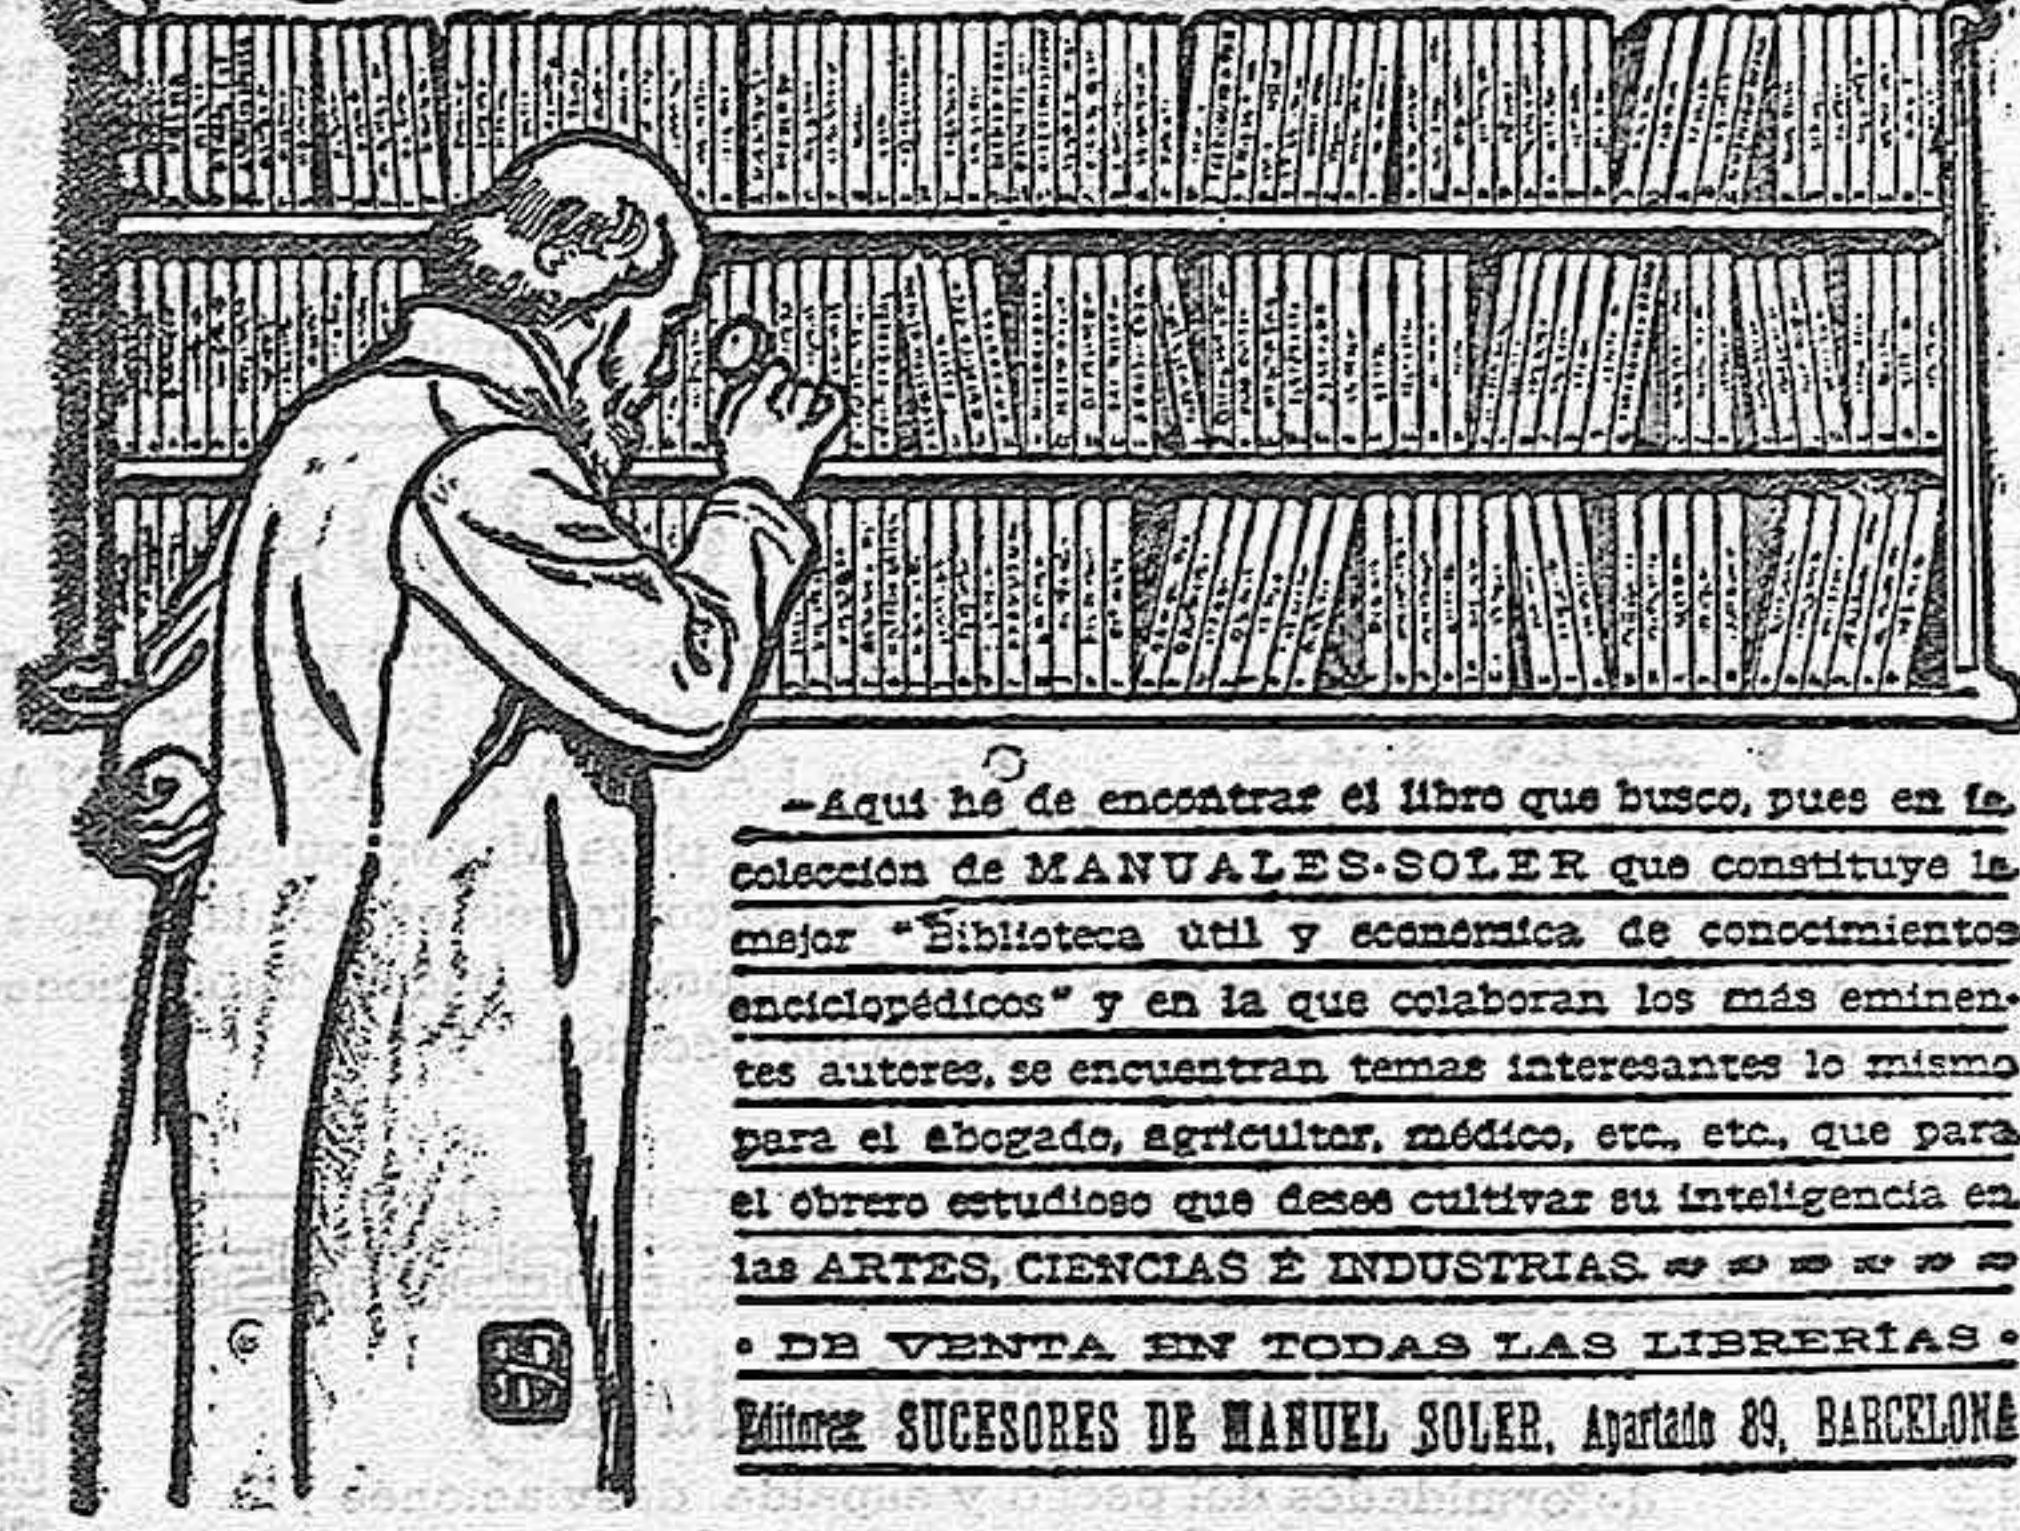 —Aquí he de encontrar el libro que busco, pues en la
colección de MANUALES-SOLER que constituye la
mejor "Biblioteca útil y económica de conocimientos
enciclopédicos" y en la que colaboran los más eminen-
tes autores, se encuentran temas interesantes lo mismo
para el abogado, agricultor, médico, etc., etc., que para
el obrero estudioso que desee cultivar su inteligencia en
las ARTES, CIENCIAS É INDUSTRIAS.
• DE VENTA EN TODAS LAS LIBRERÍAS •
Editores: SUCESORES DE MANUEL SOLER, Apartado 89, BARCELONA